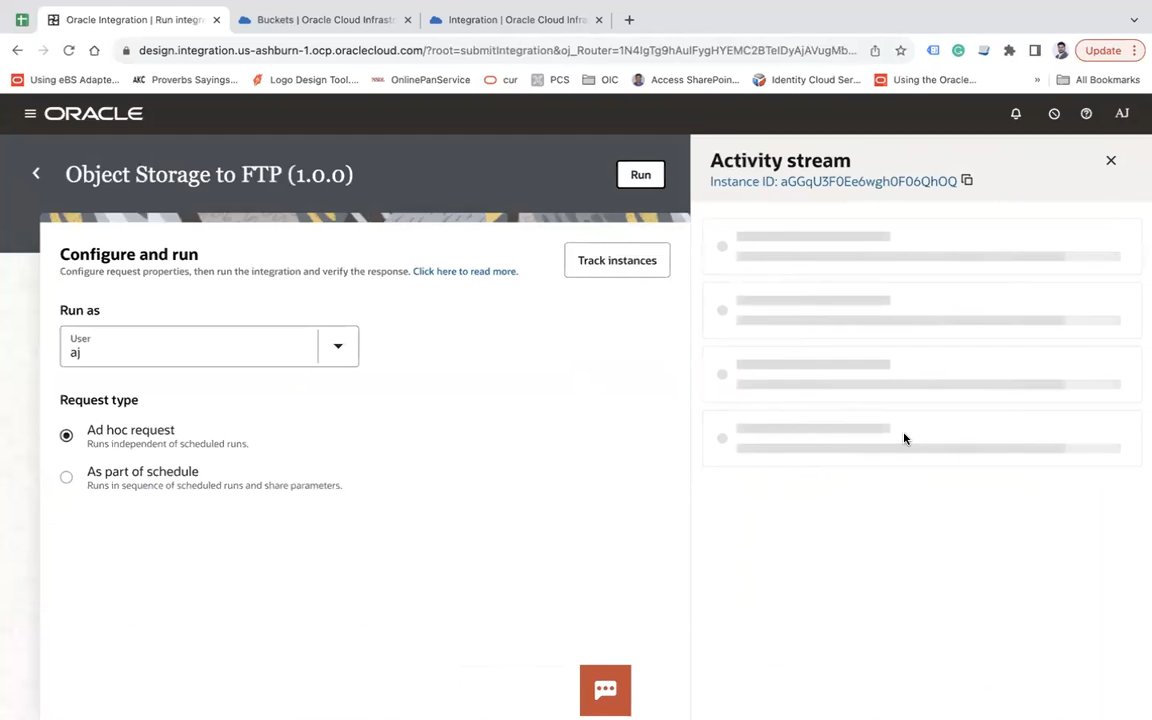 Oracle Integration | Run integr
Buckets | Oracle Cloud Infrast
Integration | Oracle Cloud Infra
design.integration.us-ashburn-1.ocp.oraclecloud.com/?root=submitIntegration&oj_Router=1N4IgTg9hAuIFygHYEMC2BTeIDyAjAVugMb...
Update
Using eBS Adapte...
AKC Proverbs Sayings...
Logo Design Tool....
OnlinePanService
cur
PCS
OIC
Access SharePoin...
Identity Cloud Ser...
Using the Oracle...
»
All Bookmarks
ORACLE
AJ
Object Storage to FTP (1.0.0)
Run
Activity stream
Instance ID: aGGqU3F0Ee6wgh0F06QhOQ
Configure and run
Configure request properties, then run the integration and verify the response. Click here to read more.
Track instances
Run as
User
aj
Request type
Ad hoc request
Runs independent of scheduled runs.
As part of schedule
Runs in sequence of scheduled runs and share parameters.